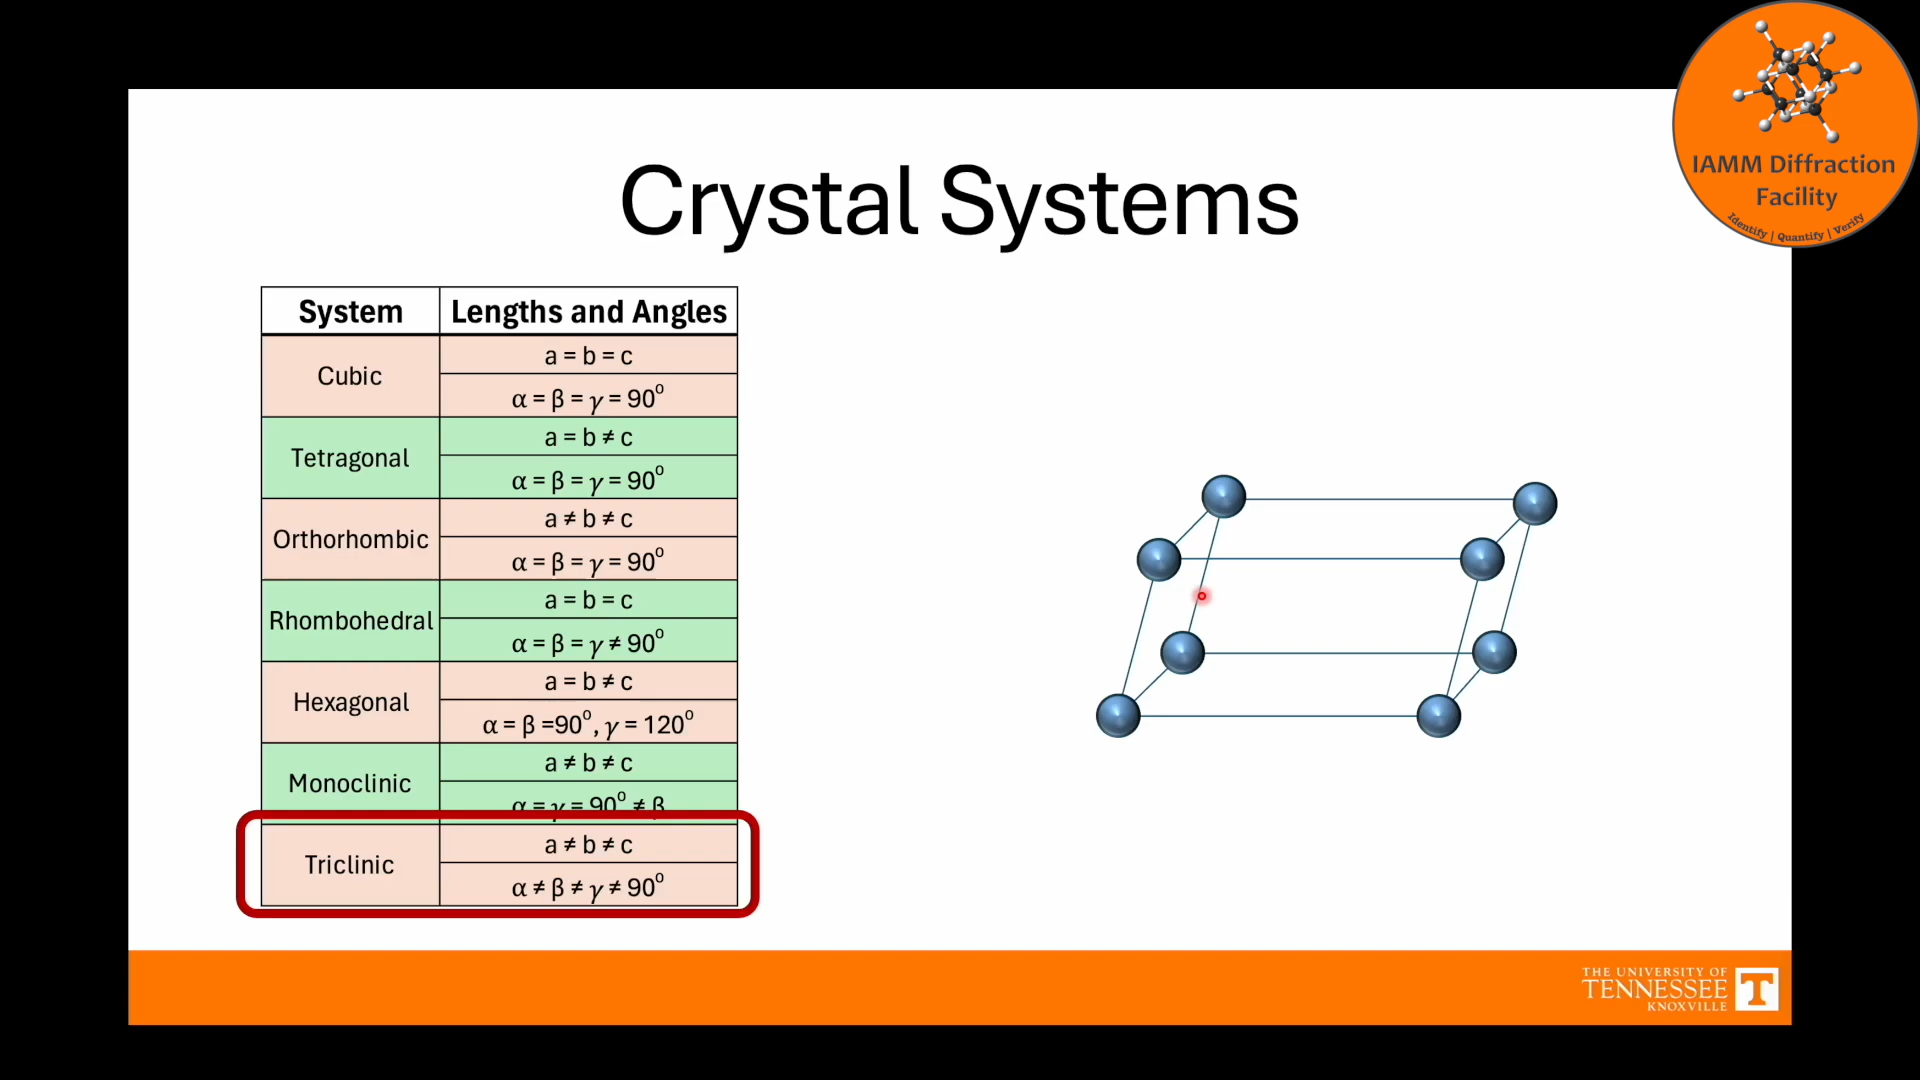 IAMM Diffraction
Facility
Identify | Quantify | Verify
Crystal Systems
System Lengths and Angles
Cubic
a = b = c
α = β = γ = 90°
Tetragonal
a = b ≠ c
α = β = γ = 90°
Orthorhombic
a ≠ b ≠ c
α = β = γ = 90°
Rhombohedral
a = b = c
α = β = γ ≠ 90°
Hexagonal
a = b ≠ c
α = β =90°, γ = 120°
Monoclinic
a ≠ b ≠ c
α = γ = 90° ≠ β
Triclinic
a ≠ b ≠ c
α ≠ β ≠ γ ≠ 90°
THE UNIVERSITY OF
TENNESSEE
KNOXVILLE
T